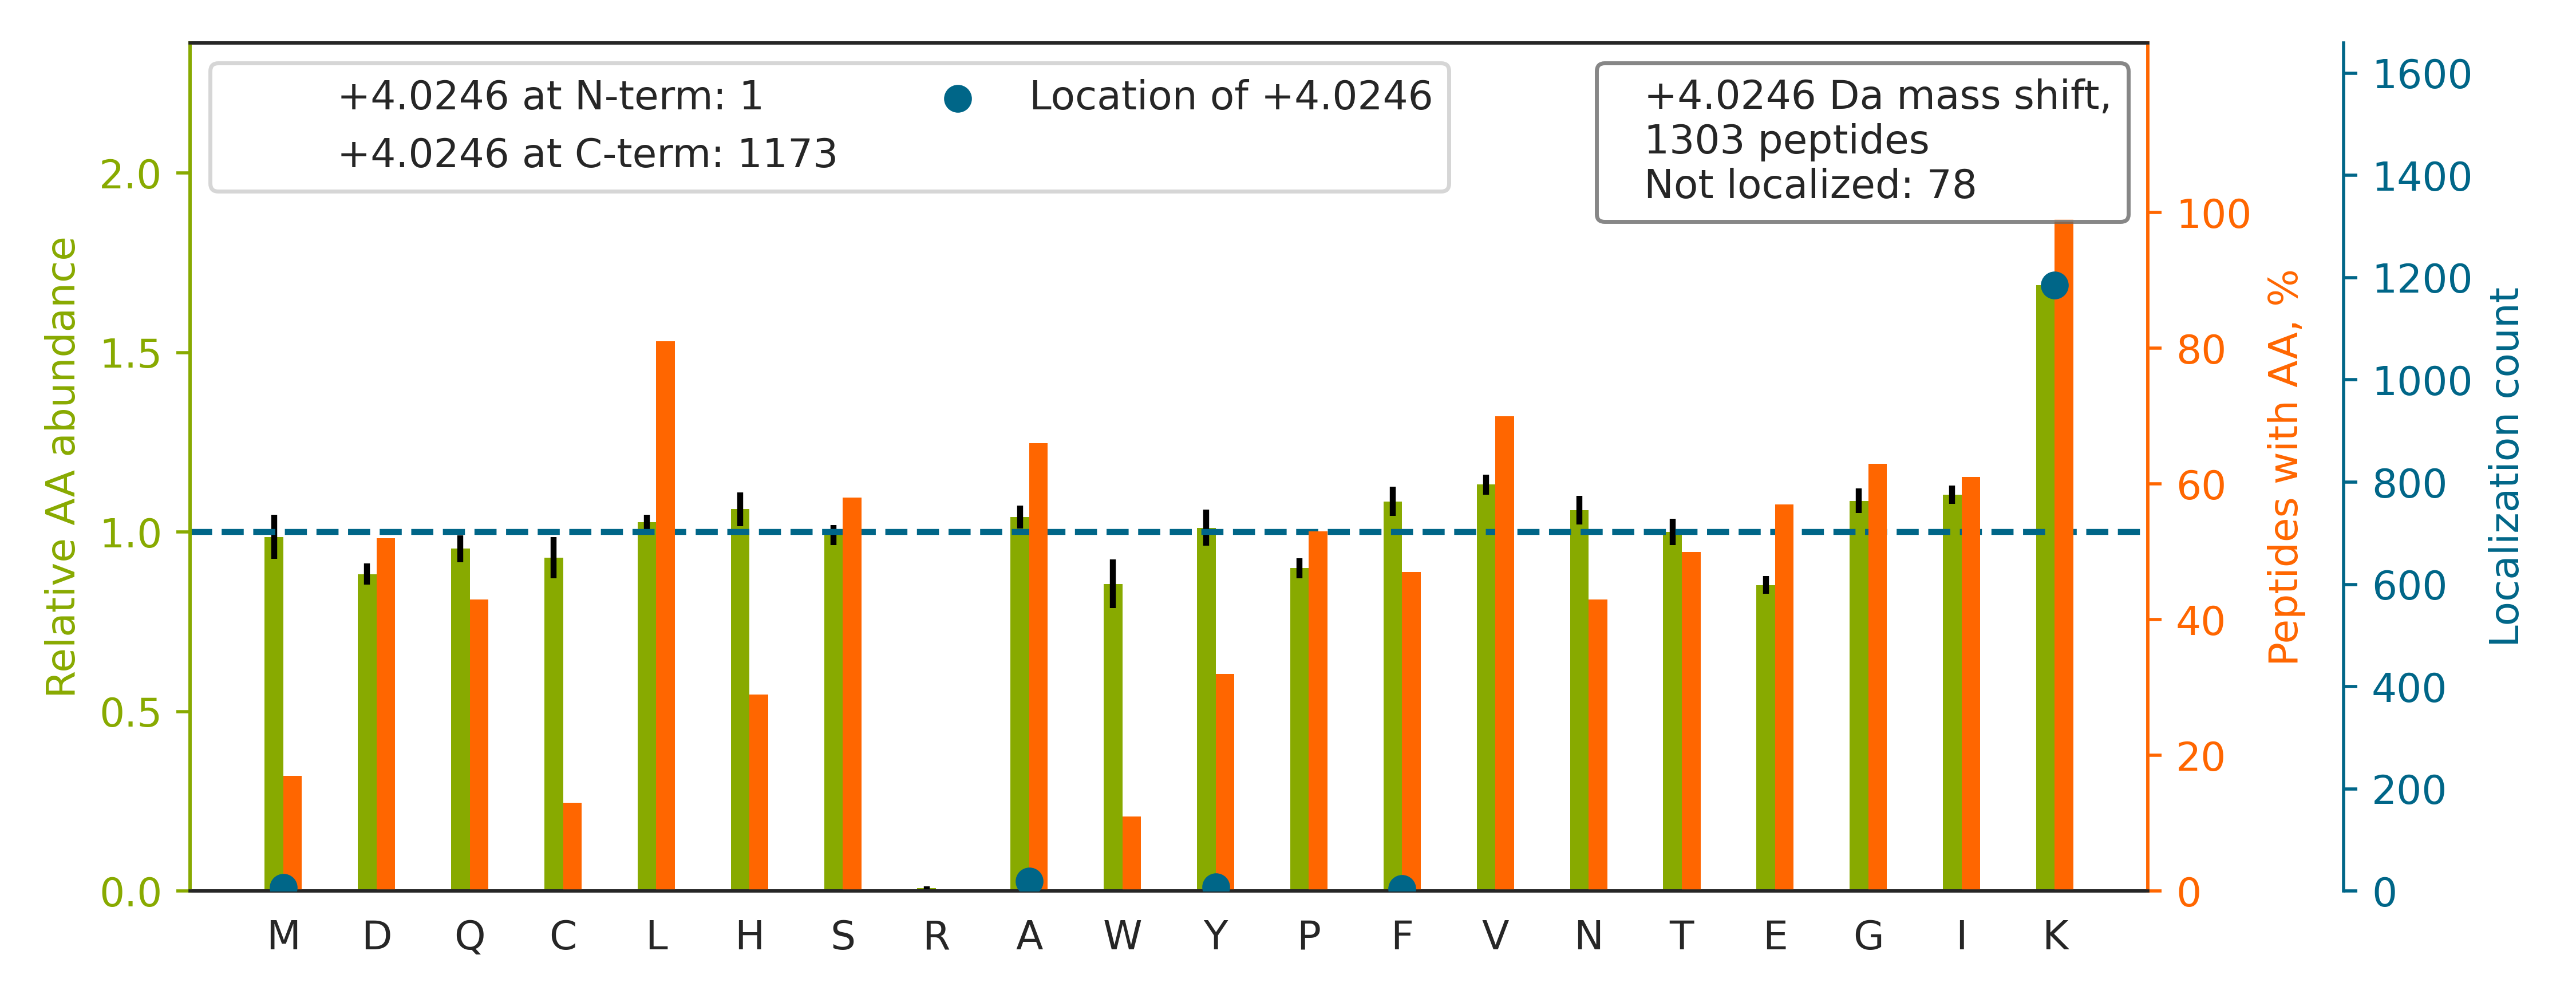 +4.0246 at N-term: 1
+4.0246 at C-term: 1173
Location of +4.0246
+4.0246 Da mass shift,
1303 peptides
Not localized: 78
Relative AA abundance
2.0
1.5
1.0
0.5
0.0
M D Q C L H S R A W Y P F V N T E G I K
100
80
60
40
20
0
Peptides with AA, %
1600
1400
1200
1000
800
600
400
200
0
Localization count